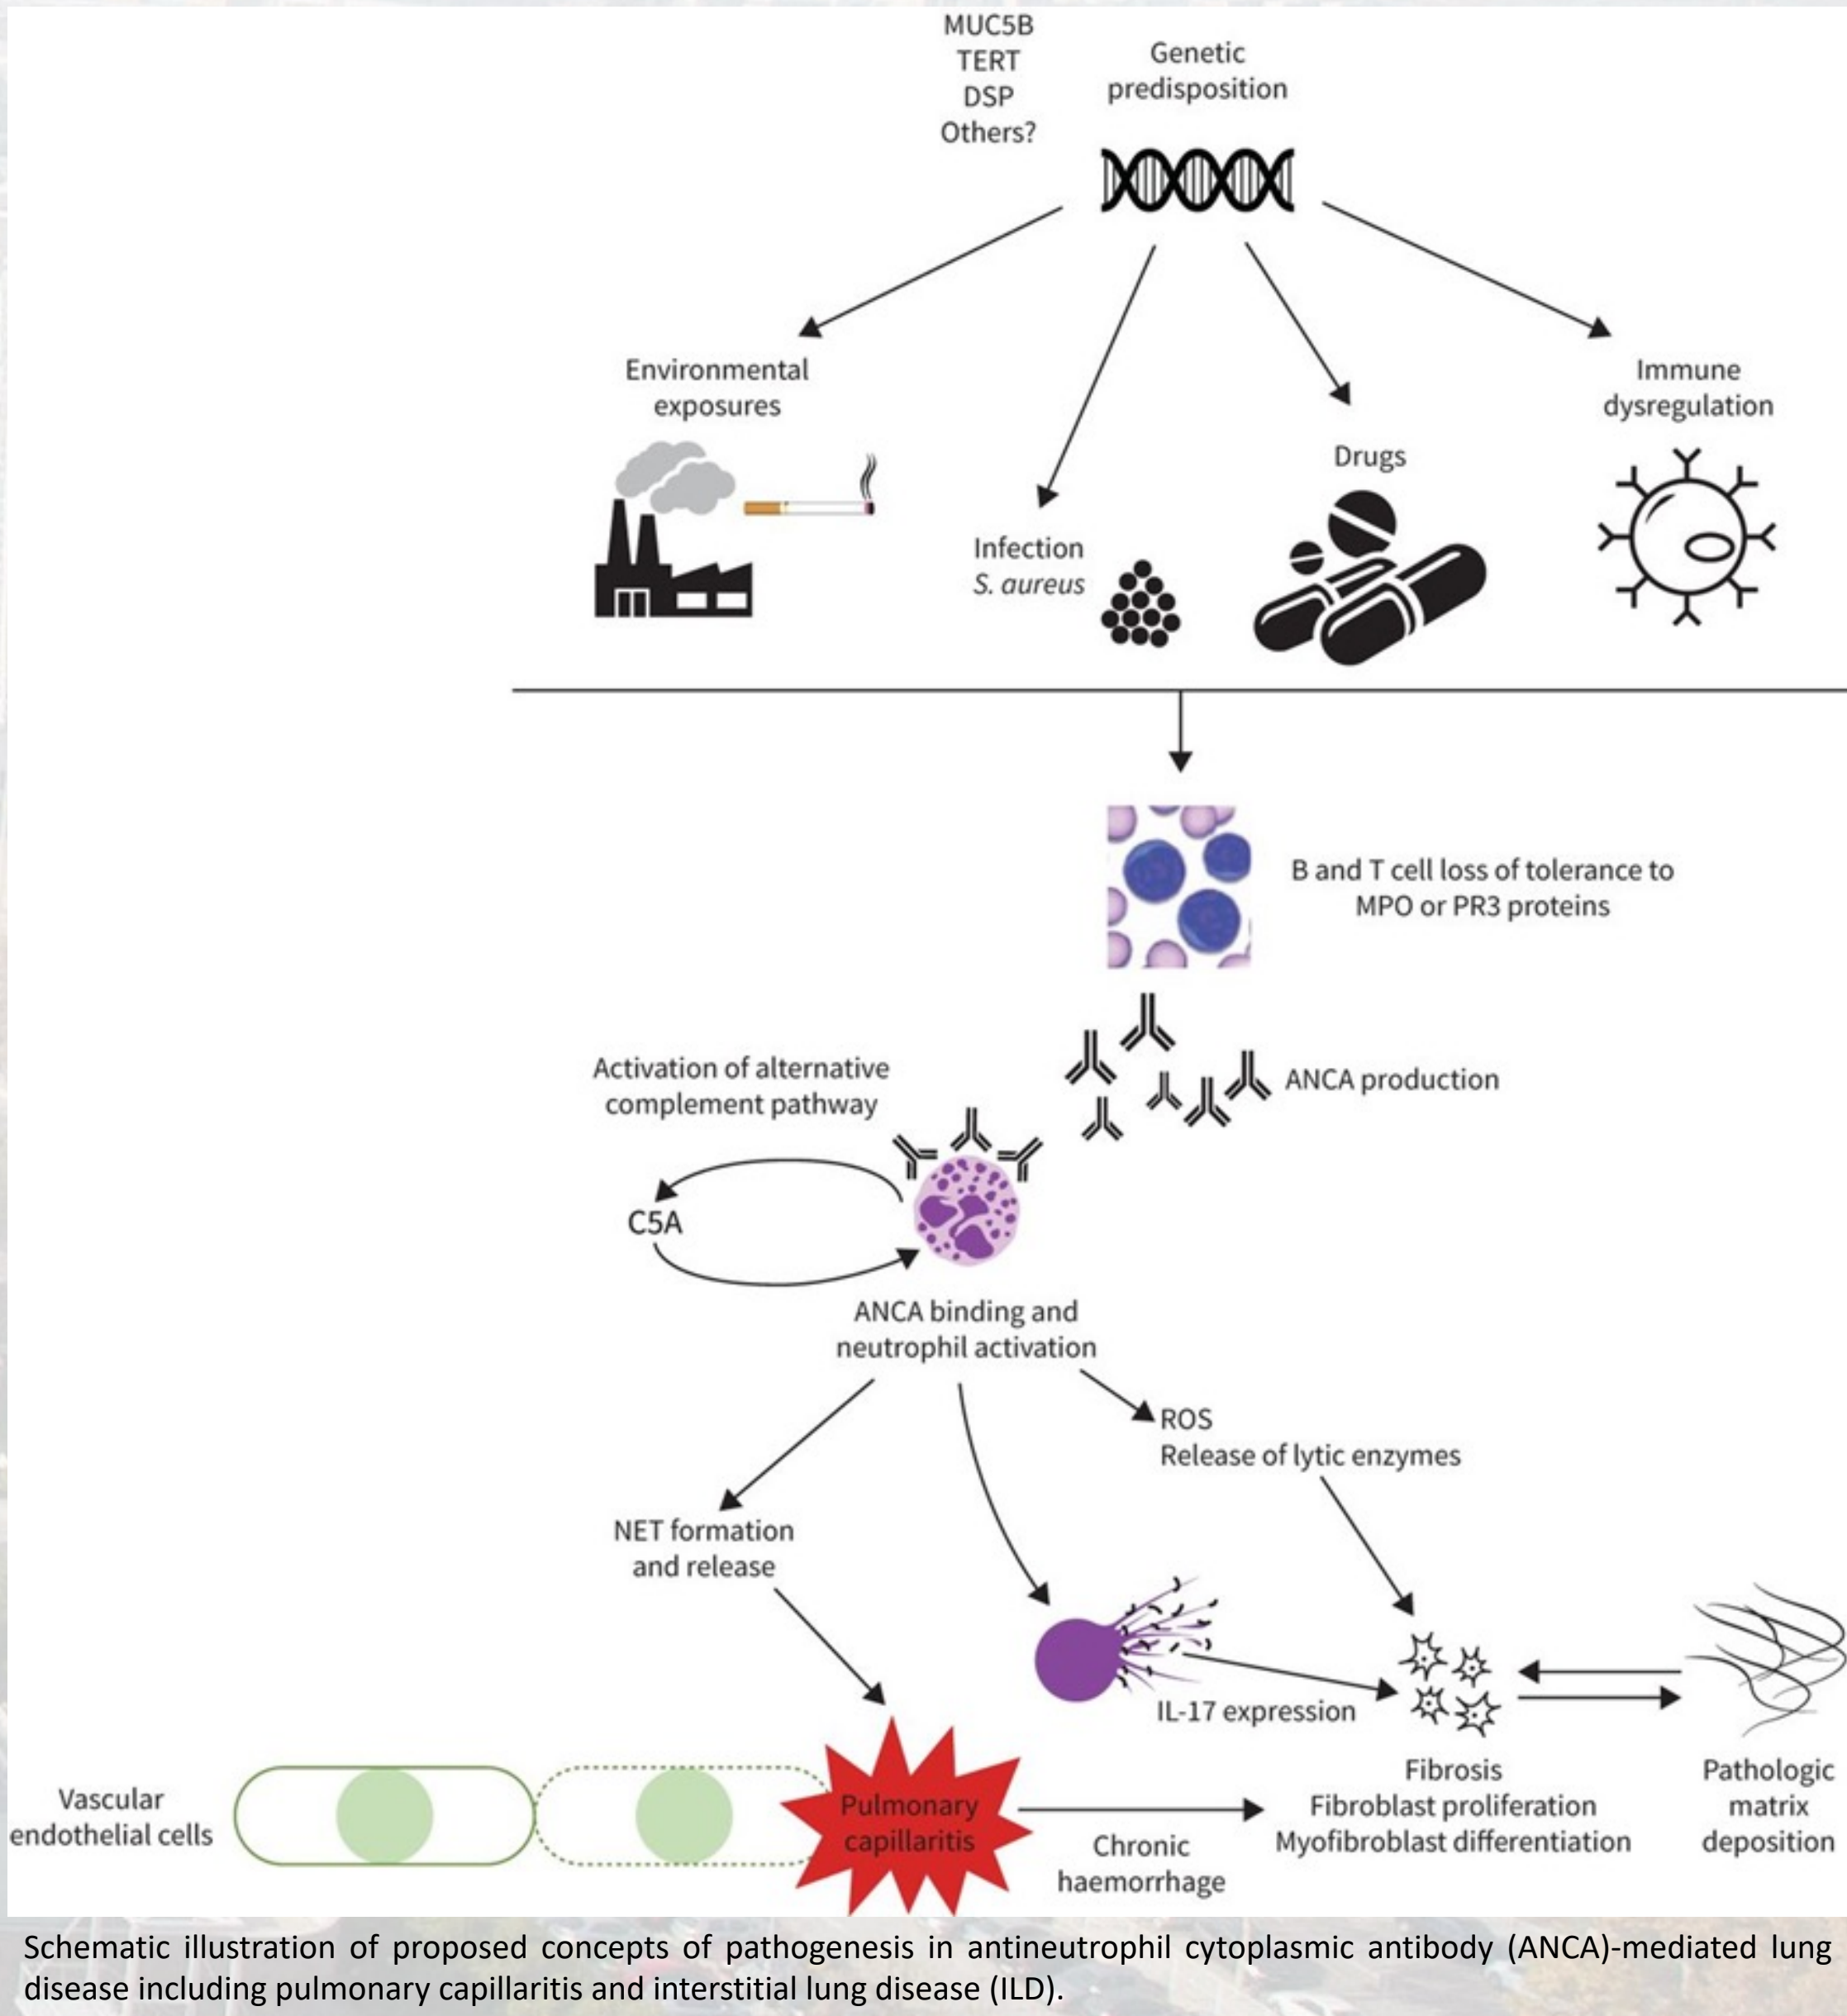 MUC5B
TERT
DSP
Others?
Genetic
predisposition
Environmental
exposures
Infection
S. aureus
Drugs
Immune
dysregulation
B and T cell loss of tolerance to
MPO or PR3 proteins
ANCA production
Activation of alternative
complement pathway
C5A
ANCA binding and
neutrophil activation
ROS
Release of lytic enzymes
NET formation
and release
IL-17 expression
Vascular
endothelial cells
Pulmonary
capillaritis
Chronic
haemorrhage
Fibrosis
Fibroblast proliferation
Myofibroblast differentiation
Pathologic
matrix
deposition
Schematic illustration of proposed concepts of pathogenesis in antineutrophil cytoplasmic antibody (ANCA)-mediated lung
disease including pulmonary capillaritis and interstitial lung disease (ILD).